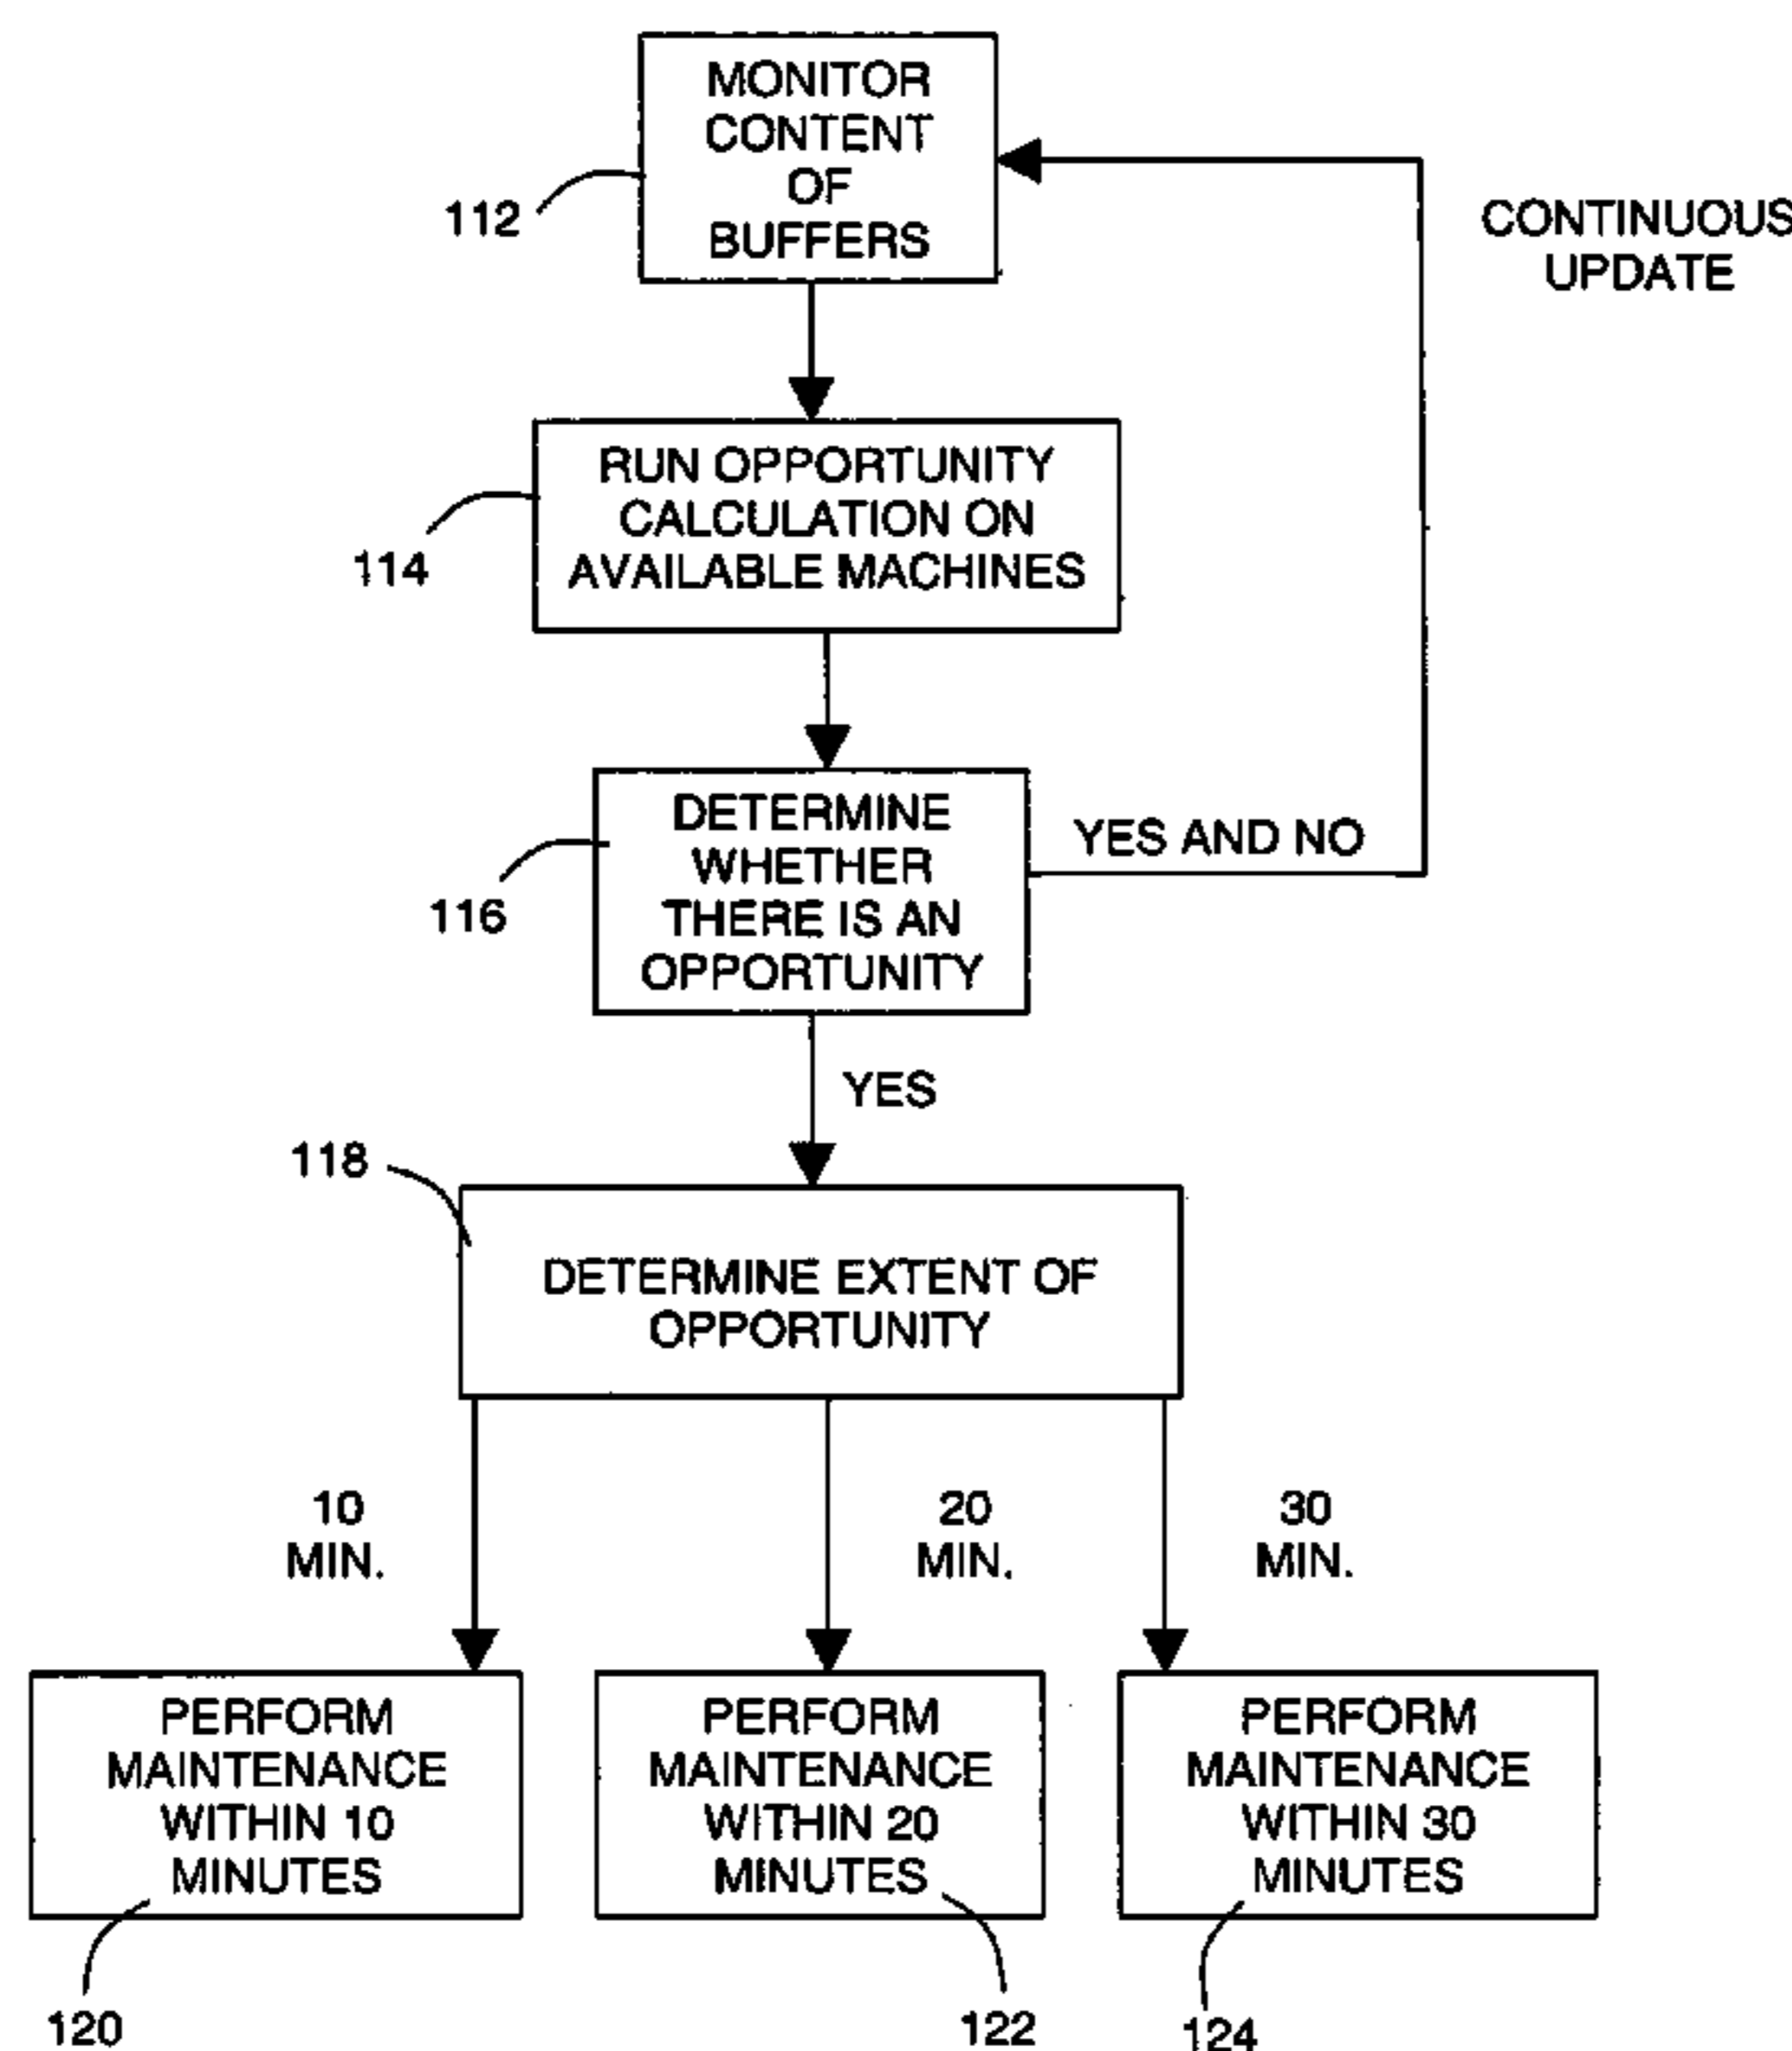 MONITOR
CONTENT
OF
BUFFERS
112
CONTINUOUS
UPDATE
RUN OPPORTUNITY
CALCULATION ON
AVAILABLE MACHINES
114
DETERMINE
WHETHER
THERE IS AN
OPPORTUNITY
YES AND NO
116
YES
118
DETERMINE EXTENT OF
OPPORTUNITY
10
MIN.
20
MIN.
30
MIN.
PERFORM
MAINTENANCE
WITHIN 10
MINUTES
PERFORM
MAINTENANCE
WITHIN 20
MINUTES
PERFORM
MAINTENANCE
WITHIN 30
MINUTES
120
122
124